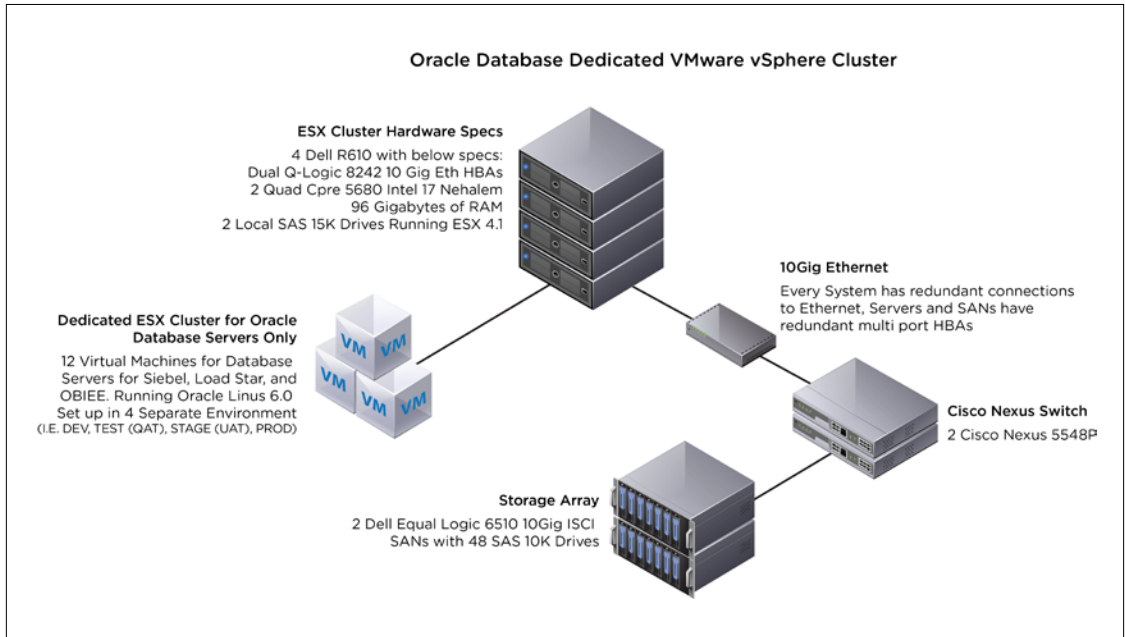 Oracle Database Dedicated VMware vSphere Cluster
ESX Cluster Hardware Specs
4 Dell R610 with below specs:
Dual Q-Logic 8242 10 Gig Eth HBAs
2 Quad Cpre 5680 Intel 17 Nehalem
96 Gigabytes of RAM
2 Local SAS 15K Drives Running ESX 4.1
10Gig Ethernet
Every System has redundant connections
to Ethernet, Servers and SANs have
redundant multi port HBAs
Dedicated ESX Cluster for Oracle
Database Servers Only
12 Virtual Machines for Database
Servers for Siebel, Load Star, and
OBIEE. Running Oracle Linus 6.0
Set up in 4 Separate Environment
(I.E. DEV, TEST (QAT), STAGE (UAT), PROD)
VM VM
VM VM VM
Cisco Nexus Switch
2 Cisco Nexus 5548P
Storage Array
2 Dell Equal Logic 6510 10Gig ISCI
SANs with 48 SAS 10K Drives